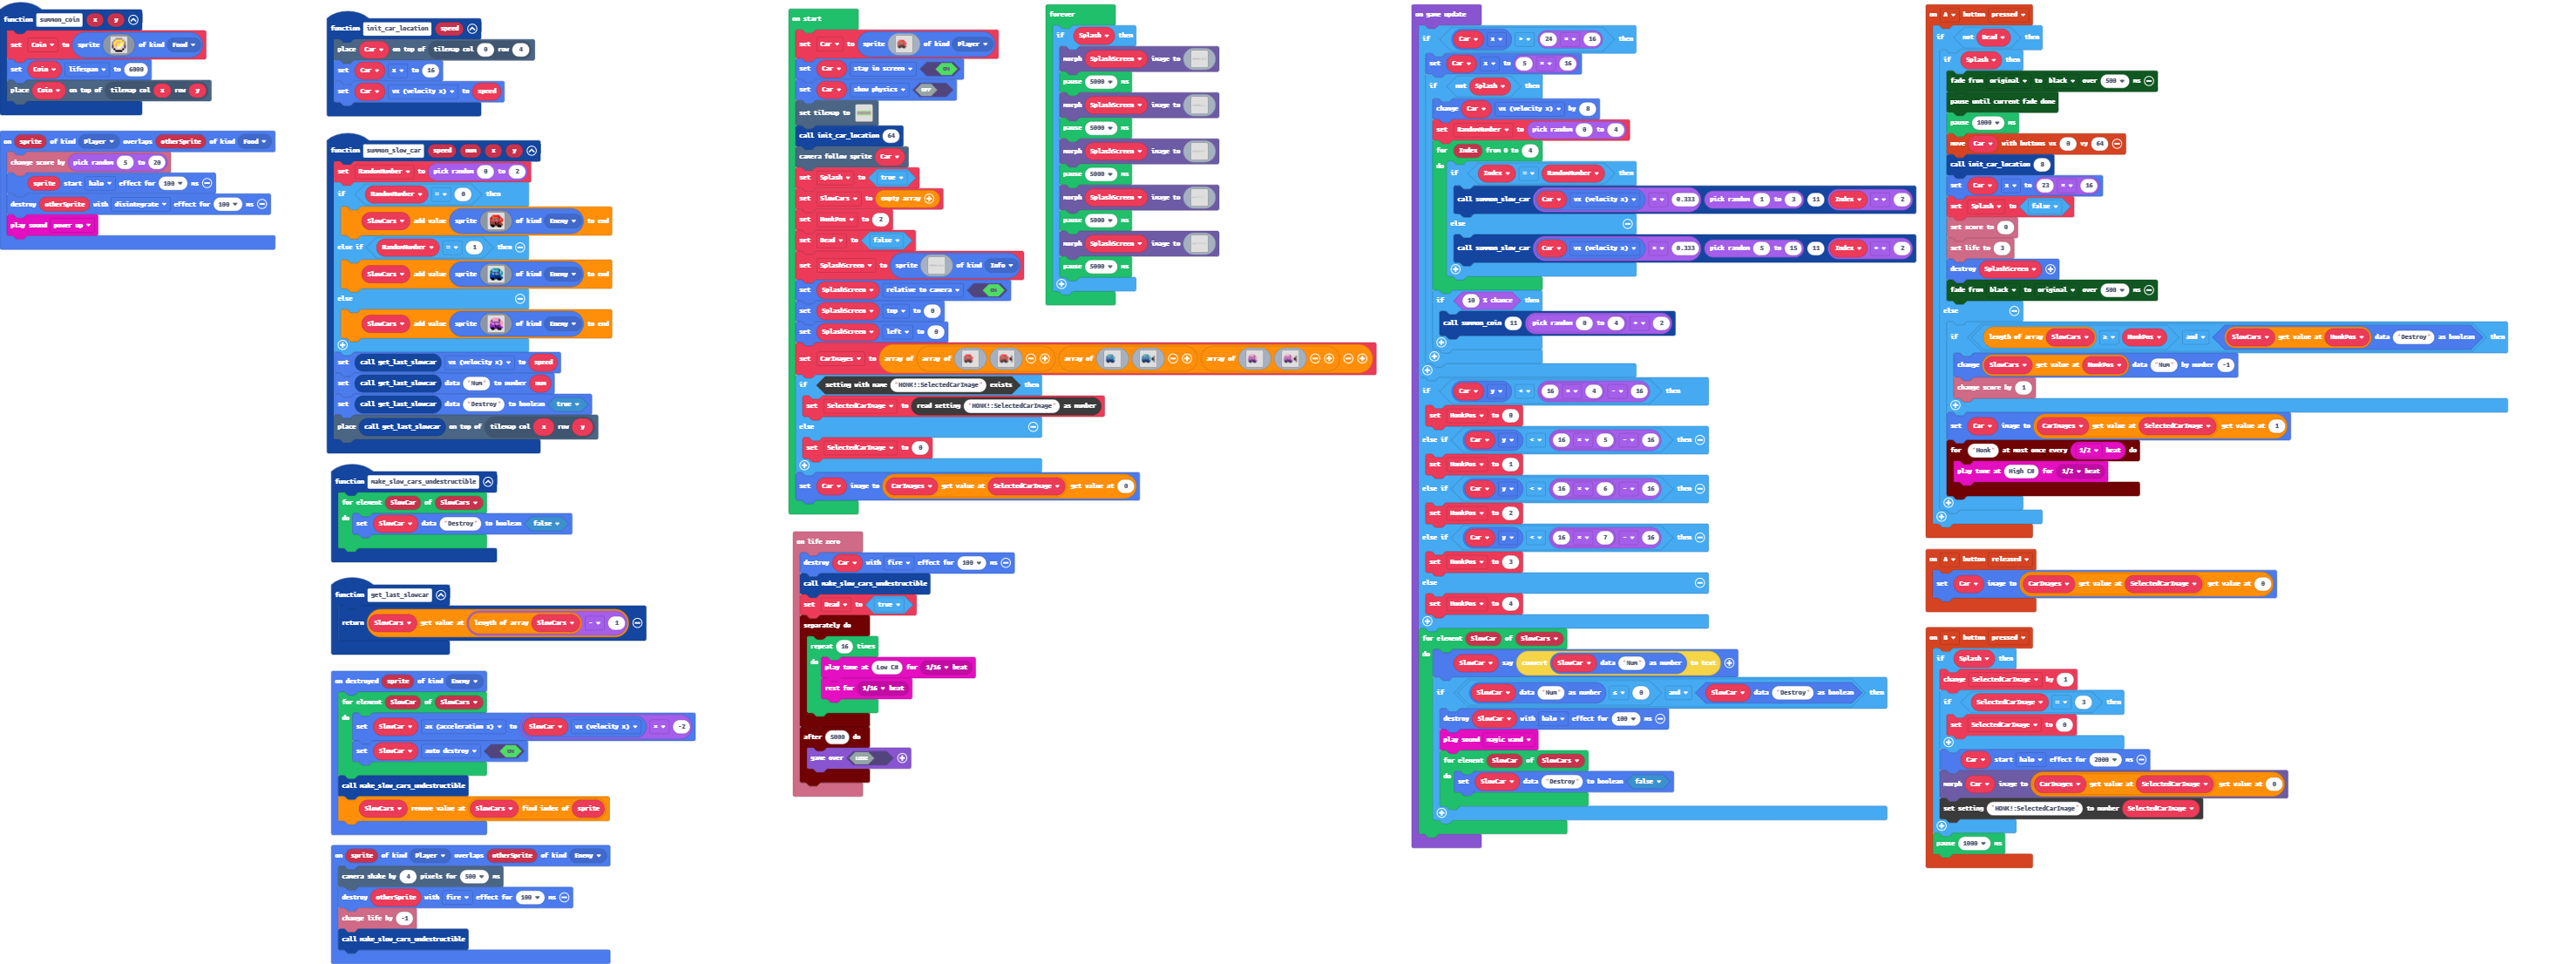 function summon_coin x y
set Coin to sprite of kind Food
set Coin lifespan to 6000
place Coin on top of tilemap col x row y
on sprite of kind Player overlaps otherSprite of kind Food
change score by pick random 5 to 20
sprite start halo effect for 100 ms
destroy otherSprite with disintegrate effect for 100 ms
play sound power up
function init_car_location speed
place Car on top of tilemap col 0 row 4
set Car x to 16
set Car vx (velocity x) to speed
function summon_slow_car speed num x y
set RandomNumber to pick random 0 to 2
if RandomNumber = 0 then
SlowCars add value sprite of kind Enemy to end
else if RandomNumber = 1 then
SlowCars add value sprite of kind Enemy to end
else
SlowCars add value sprite of kind Enemy to end
set call get_last_slowcar vx (velocity x) to speed
set call get_last_slowcar data "Num" to number num
set call get_last_slowcar data "Destroy" to boolean true
place call get_last_slowcar on top of tilemap col x row y
function make_slow_cars_undestructible
for element SlowCar of SlowCars
do set SlowCar data "Destroy" to boolean false
function get_last_slowcar
return SlowCars get value at length of array SlowCars - 1
on destroyed sprite of kind Enemy
for element SlowCar of SlowCars
do set SlowCar ax (acceleration x) to SlowCar vx (velocity x) × -2
set SlowCar auto destroy ON
call make_slow_cars_undestructible
SlowCars remove value at SlowCars find index of sprite
on sprite of kind Player overlaps otherSprite of kind Enemy
camera shake by 4 pixels for 500 ms
destroy otherSprite with fire effect for 100 ms
change life by -1
call make_slow_cars_undestructible
on start
set Car to sprite of kind Player
set Car stay in screen ON
set Car show physics OFF
set tilemap to
call init_car_location 64
camera follow sprite Car
set Splash to true
set SlowCars to empty array
set HonkPos to 2
set Dead to false
set SplashScreen to sprite of kind Info
set SplashScreen relative to camera ON
set SplashScreen top to 0
set SplashScreen left to 0
set CarImages to array of array of array of array of
if setting with name "HONK!:SelectedCarImage" exists then
set SelectedCarImage to read setting "HONK!:SelectedCarImage" as number
else
set SelectedCarImage to 0
set Car image to CarImages get value at SelectedCarImage get value at 0
on life zero
destroy Car with fire effect for 100 ms
call make_slow_cars_undestructible
set Dead to true
separately do
repeat 16 times
do play tone at Low C# for 1/16 beat
rest for 1/16 beat
after 5000 do
game over LOSE
forever
if Splash then
morph SplashScreen image to
pause 5000 ms
morph SplashScreen image to
pause 5000 ms
morph SplashScreen image to
pause 5000 ms
morph SplashScreen image to
pause 5000 ms
morph SplashScreen image to
pause 5000 ms
on game update
if Car x > 24 × 16 then
set Car x to 5 × 16
if not Splash then
change Car vx (velocity x) by 8
set RandomNumber to pick random 0 to 4
for Index from 0 to 4
do if Index = RandomNumber then
call summon_slow_car Car vx (velocity x) × 0.333 pick random 1 to 3 11 Index + 2
else
call summon_slow_car Car vx (velocity x) × 0.333 pick random 5 to 15 11 Index + 2
if 10 % chance then
call summon_coin 11 pick random 0 to 4 + 2
if Car y < 16 × 4 - 16 then
set HonkPos to 0
else if Car y < 16 × 5 - 16 then
set HonkPos to 1
else if Car y < 16 × 6 - 16 then
set HonkPos to 2
else if Car y < 16 × 7 - 16 then
set HonkPos to 3
else
set HonkPos to 4
for element SlowCar of SlowCars
do SlowCar say convert SlowCar data "Num" as number to text
if SlowCar data "Num" as number ≤ 0 and SlowCar data "Destroy" as boolean then
destroy SlowCar with halo effect for 100 ms
play sound magic wand
for element SlowCar of SlowCars
do set SlowCar data "Destroy" to boolean false
on A button pressed
if not Dead then
if Splash then
fade from original to black over 500 ms
pause until current fade done
pause 1000 ms
move Car with buttons vx 0 vy 64
call init_car_location 8
set Car x to 23 × 16
set Splash to false
set score to 0
set life to 3
destroy SplashScreen
fade from black to original over 500 ms
else
if length of array SlowCars ≥ HonkPos and SlowCars get value at HonkPos data "Destroy" as boolean then
change SlowCars get value at HonkPos data "Num" by number -1
change score by 1
set Car image to CarImages get value at SelectedCarImage get value at 1
for "Honk" at most once every 1/2 beat do
play tone at High C# for 1/2 beat
on A button released
set Car image to CarImages get value at SelectedCarImage get value at 0
on B button pressed
if Splash then
change SelectedCarImage by 1
if SelectedCarImage = 3 then
set SelectedCarImage to 0
Car start halo effect for 2000 ms
morph Car image to CarImages get value at SelectedCarImage get value at 0
set setting "HONK!:SelectedCarImage" to number SelectedCarImage
pause 1000 ms